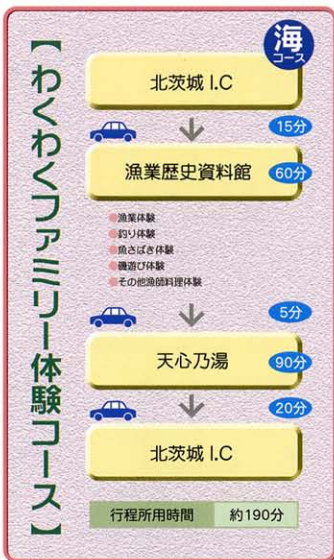 【わくわくファミリー体験コース】
海
コース
北茨城 I.C
15分
漁業歴史資料館
60分
●漁業体験
●釣り体験
●魚さばき体験
●磯遊び体験
●その他漁師料理体験
5分
天心乃湯
90分
20分
北茨城 I.C
行程所用時間 約190分